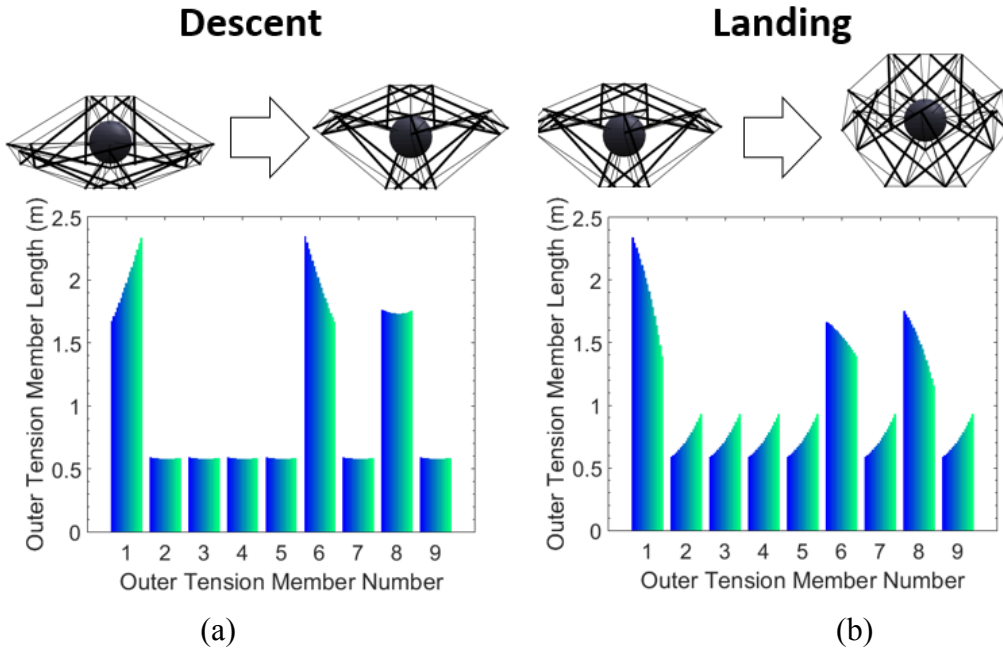 Descent
Landing
Outer Tension Member Length (m)
2.5
2
1.5
1
0.5
0
1 2 3 4 5 6 7 8 9
Outer Tension Member Number
(a)
Outer Tension Member Length (m)
2.5
2
1.5
1
0.5
0
1 2 3 4 5 6 7 8 9
Outer Tension Member Number
(b)